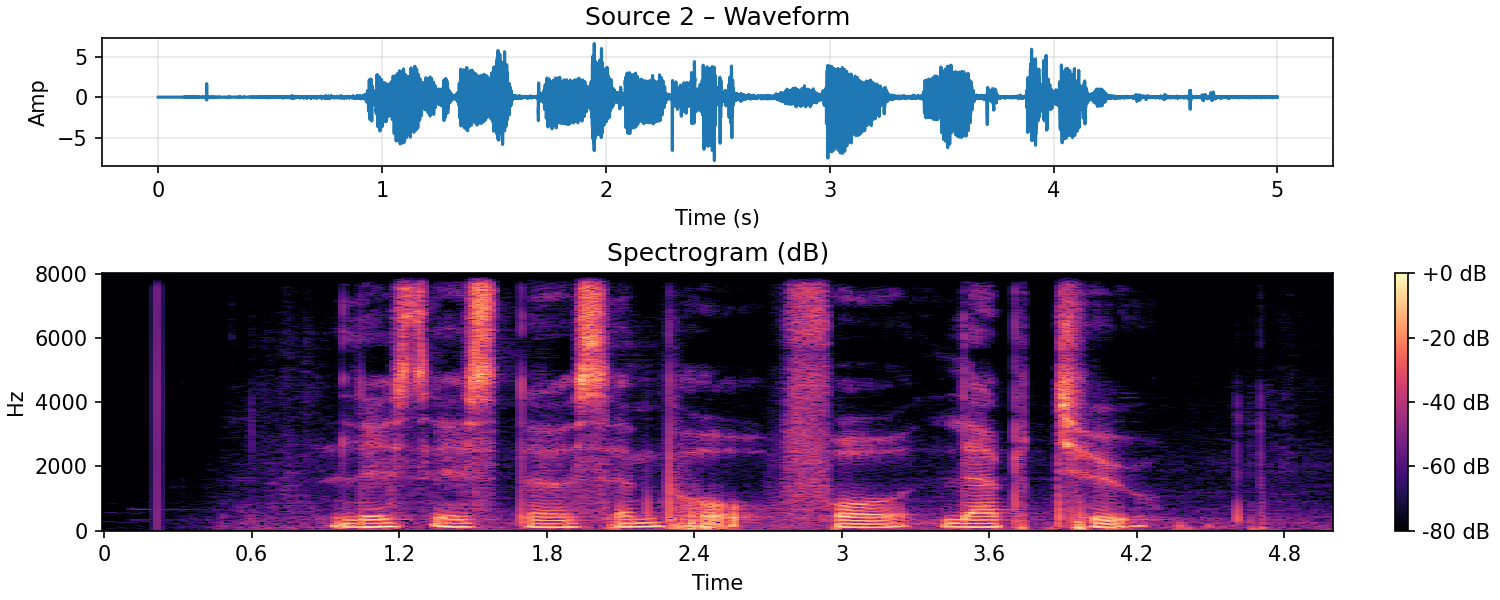 Source 2 – Waveform
5
0
−5
Amp
0 1 2 3 4 5
Time (s)
Spectrogram (dB)
8000
6000
4000
2000
0
Hz
0 0.6 1.2 1.8 2.4 3 3.6 4.2 4.8
Time
+0 dB
-20 dB
-40 dB
-60 dB
-80 dB